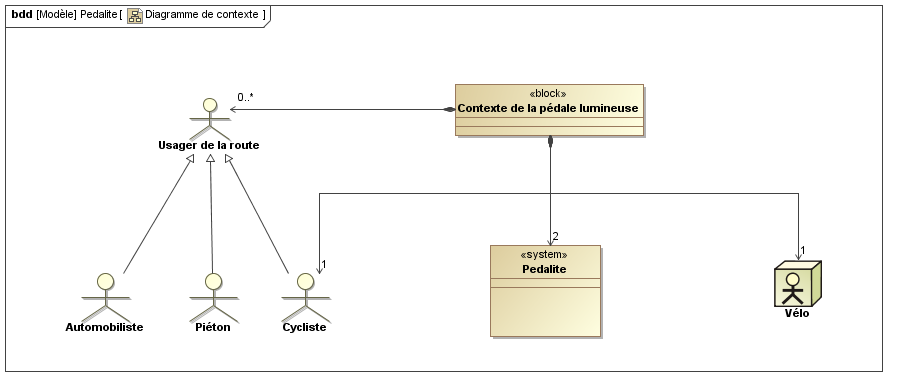 bdd [Modèle] Pedalite [ Diagramme de contexte ]
«block»
Contexte de la pédale lumineuse
0..*
Usager de la route
1
2
1
«system»
Pedalite
Automobiliste
Piéton
Cycliste
Vélo